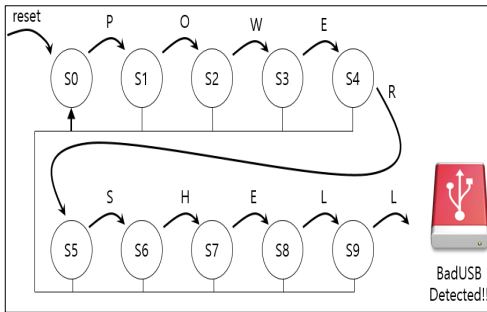 reset
P O W E
S0 S1 S2 S3 S4
R
S H E L L
S5 S6 S7 S8 S9
BadUSB
Detected!!